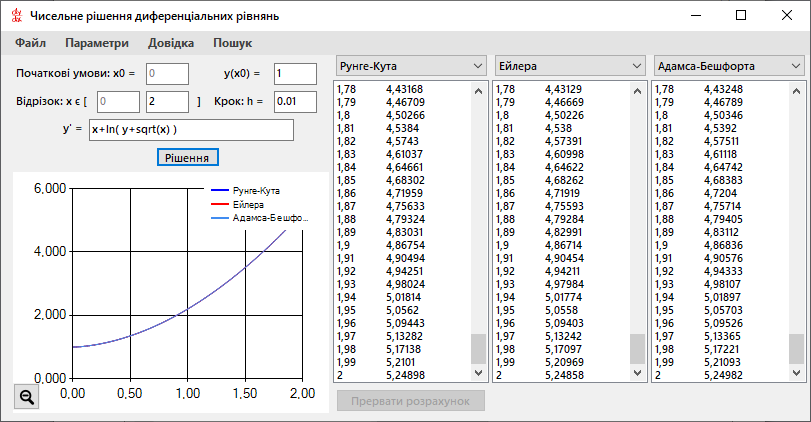 Чисельне рішення диференціальних рівнянь
Файл Параметри Довідка Пошук
Початкові умови: x0 = 0 y(x0) = 1
Відрізок: x є [ 0 2 ] Крок: h = 0.01
y' = x+ln( y+sqrt(x) )
Рішення
6,000
4,000
2,000
0,000
0,00 0,50 1,00 1,50 2,00
Рунге-Кута
Ейлера
Адамса-Бешфо...
Рунге-Кута Ейлера Адамса-Бешфорта
1,78 4,43168 1,78 4,43129 1,78 4,43248
1,79 4,46709 1,79 4,46669 1,79 4,46789
1,8 4,50266 1,8 4,50226 1,8 4,50346
1,81 4,5384 1,81 4,538 1,81 4,5392
1,82 4,5743 1,82 4,57391 1,82 4,57511
1,83 4,61037 1,83 4,60998 1,83 4,61118
1,84 4,64661 1,84 4,64622 1,84 4,64742
1,85 4,68302 1,85 4,68262 1,85 4,68383
1,86 4,71959 1,86 4,71919 1,86 4,7204
1,87 4,75633 1,87 4,75593 1,87 4,75714
1,88 4,79324 1,88 4,79284 1,88 4,79405
1,89 4,83031 1,89 4,82991 1,89 4,83112
1,9 4,86754 1,9 4,86714 1,9 4,86836
1,91 4,90494 1,91 4,90454 1,91 4,90576
1,92 4,94251 1,92 4,94211 1,92 4,94333
1,93 4,98024 1,93 4,97984 1,93 4,98107
1,94 5,01814 1,94 5,01774 1,94 5,01897
1,95 5,0562 1,95 5,0558 1,95 5,05703
1,96 5,09443 1,96 5,09403 1,96 5,09526
1,97 5,13282 1,97 5,13242 1,97 5,13365
1,98 5,17138 1,98 5,17097 1,98 5,17221
1,99 5,2101 1,99 5,20969 1,99 5,21093
2 5,24898 2 5,24858 2 5,24982
Прервати розрахунок